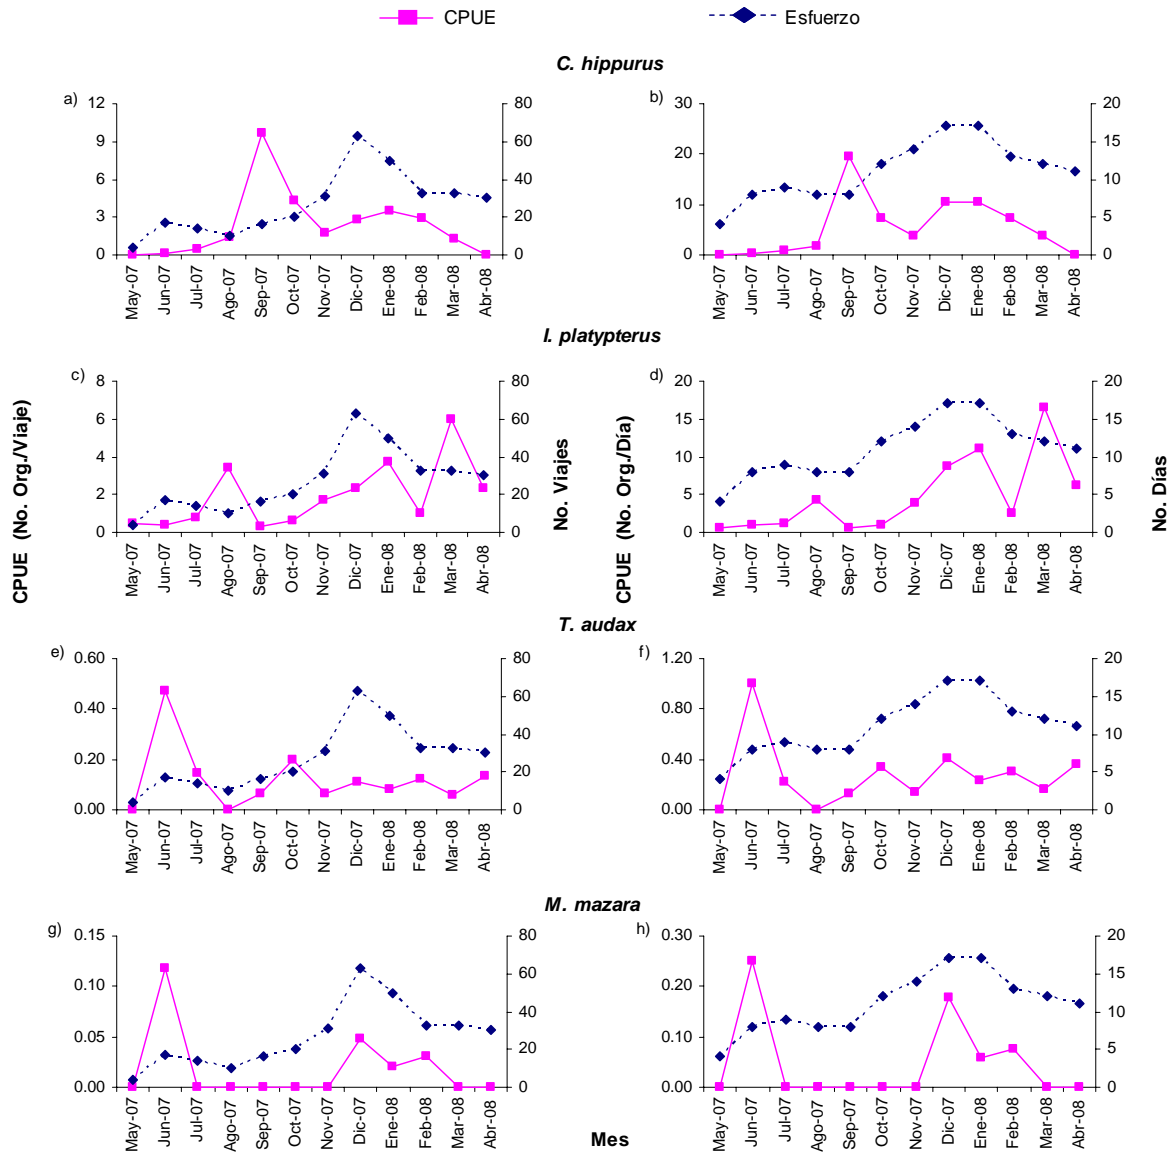 CPUE
Esfuerzo
C. hippurus
a)
12
9
6
3
0
80
60
40
20
0
May-07
Jun-07
Jul-07
Ago-07
Sep-07
Oct-07
Nov-07
Dic-07
Ene-08
Feb-08
Mar-08
Abr-08
b)
30
20
10
0
20
15
10
5
0
May-07
Jun-07
Jul-07
Ago-07
Sep-07
Oct-07
Nov-07
Dic-07
Ene-08
Feb-08
Mar-08
Abr-08
I. platypterus
CPUE (No. Org./Viaje)
c)
8
6
4
2
0
80
60
40
20
0
No. Viajes
May-07
Jun-07
Jul-07
Ago-07
Sep-07
Oct-07
Nov-07
Dic-07
Ene-08
Feb-08
Mar-08
Abr-08
CPUE (No. Org./Día)
d)
20
15
10
5
0
20
15
10
5
0
No. Días
May-07
Jun-07
Jul-07
Ago-07
Sep-07
Oct-07
Nov-07
Dic-07
Ene-08
Feb-08
Mar-08
Abr-08
T. audax
e)
0.60
0.40
0.20
0.00
80
60
40
20
0
May-07
Jun-07
Jul-07
Ago-07
Sep-07
Oct-07
Nov-07
Dic-07
Ene-08
Feb-08
Mar-08
Abr-08
f)
1.20
0.80
0.40
0.00
20
15
10
5
0
May-07
Jun-07
Jul-07
Ago-07
Sep-07
Oct-07
Nov-07
Dic-07
Ene-08
Feb-08
Mar-08
Abr-08
M. mazara
g)
0.15
0.10
0.05
0.00
80
60
40
20
0
May-07
Jun-07
Jul-07
Ago-07
Sep-07
Oct-07
Nov-07
Dic-07
Ene-08
Feb-08
Mar-08
Abr-08
h)
0.30
0.20
0.10
0.00
20
15
10
5
0
May-07
Jun-07
Jul-07
Ago-07
Sep-07
Oct-07
Nov-07
Dic-07
Ene-08
Feb-08
Mar-08
Abr-08
Mes